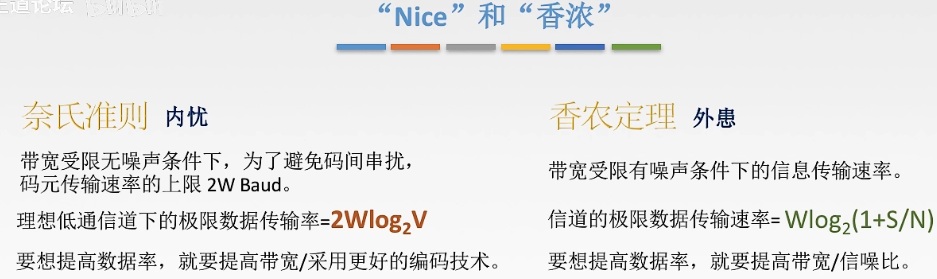 “Nice”和“香浓”
奈氏准则 内忧
带宽受限无噪声条件下，为了避免码间串扰，
码元传输速率的上限 2W Baud。
理想低通信道下的极限数据传输率=2Wlog₂V
要想提高数据率，就要提高带宽/采用更好的编码技术。
香农定理 外患
带宽受限有噪声条件下的信息传输速率。
信道的极限数据传输速率= Wlog₂(1+S/N)
要想提高数据率，就要提高带宽/信噪比。